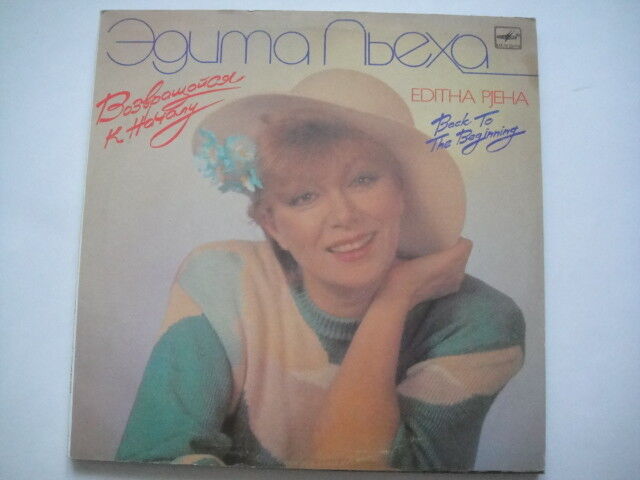 Эдита Пьеха
Возвращайся
к началу
EDITHA PJEHA
Back To
The Beginning